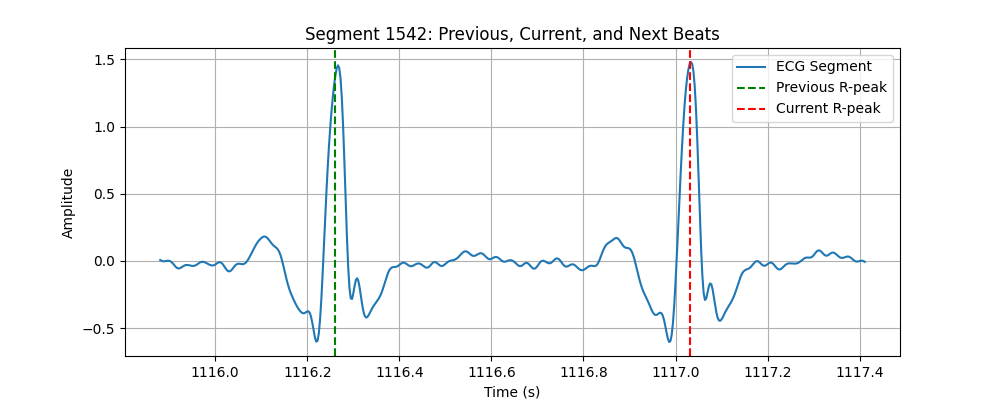 Segment 1542: Previous, Current, and Next Beats
ECG Segment
Previous R-peak
Current R-peak
Amplitude
1.5
1.0
0.5
0.0
−0.5
1116.0 1116.2 1116.4 1116.6 1116.8 1117.0 1117.2 1117.4
Time (s)